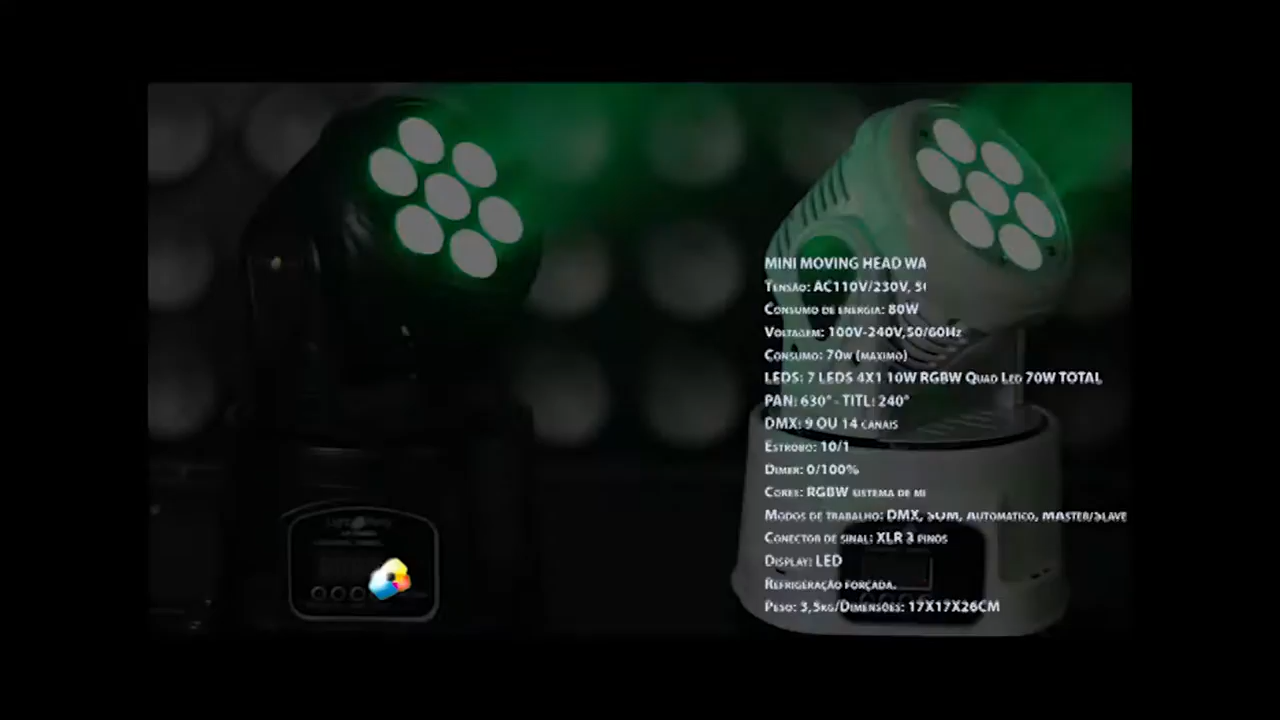 MINI MOVING HEAD WA
Tensão: AC110V/230V, 5
Consumo de energia: 80W
Voltagem: 100V-240V,50/60Hz
Consumo: 70w (maximo)
LEDS: 7 LEDS 4X1 10W RGBW Quad Led 70W TOTAL
PAN: 630° - TITL: 240°
DMX: 9 OU 14 canais
Estrobo: 10/1
Dimer: 0/100%
Cores: RGBW sistema de mi
Modos de trabalho: DMX, SOM, automatico, master/slave
Conector de sinal: XLR 3 pinos
Display: LED
Refrigeração forçada.
Peso: 3,5kg/Dimensões: 17X17X26CM